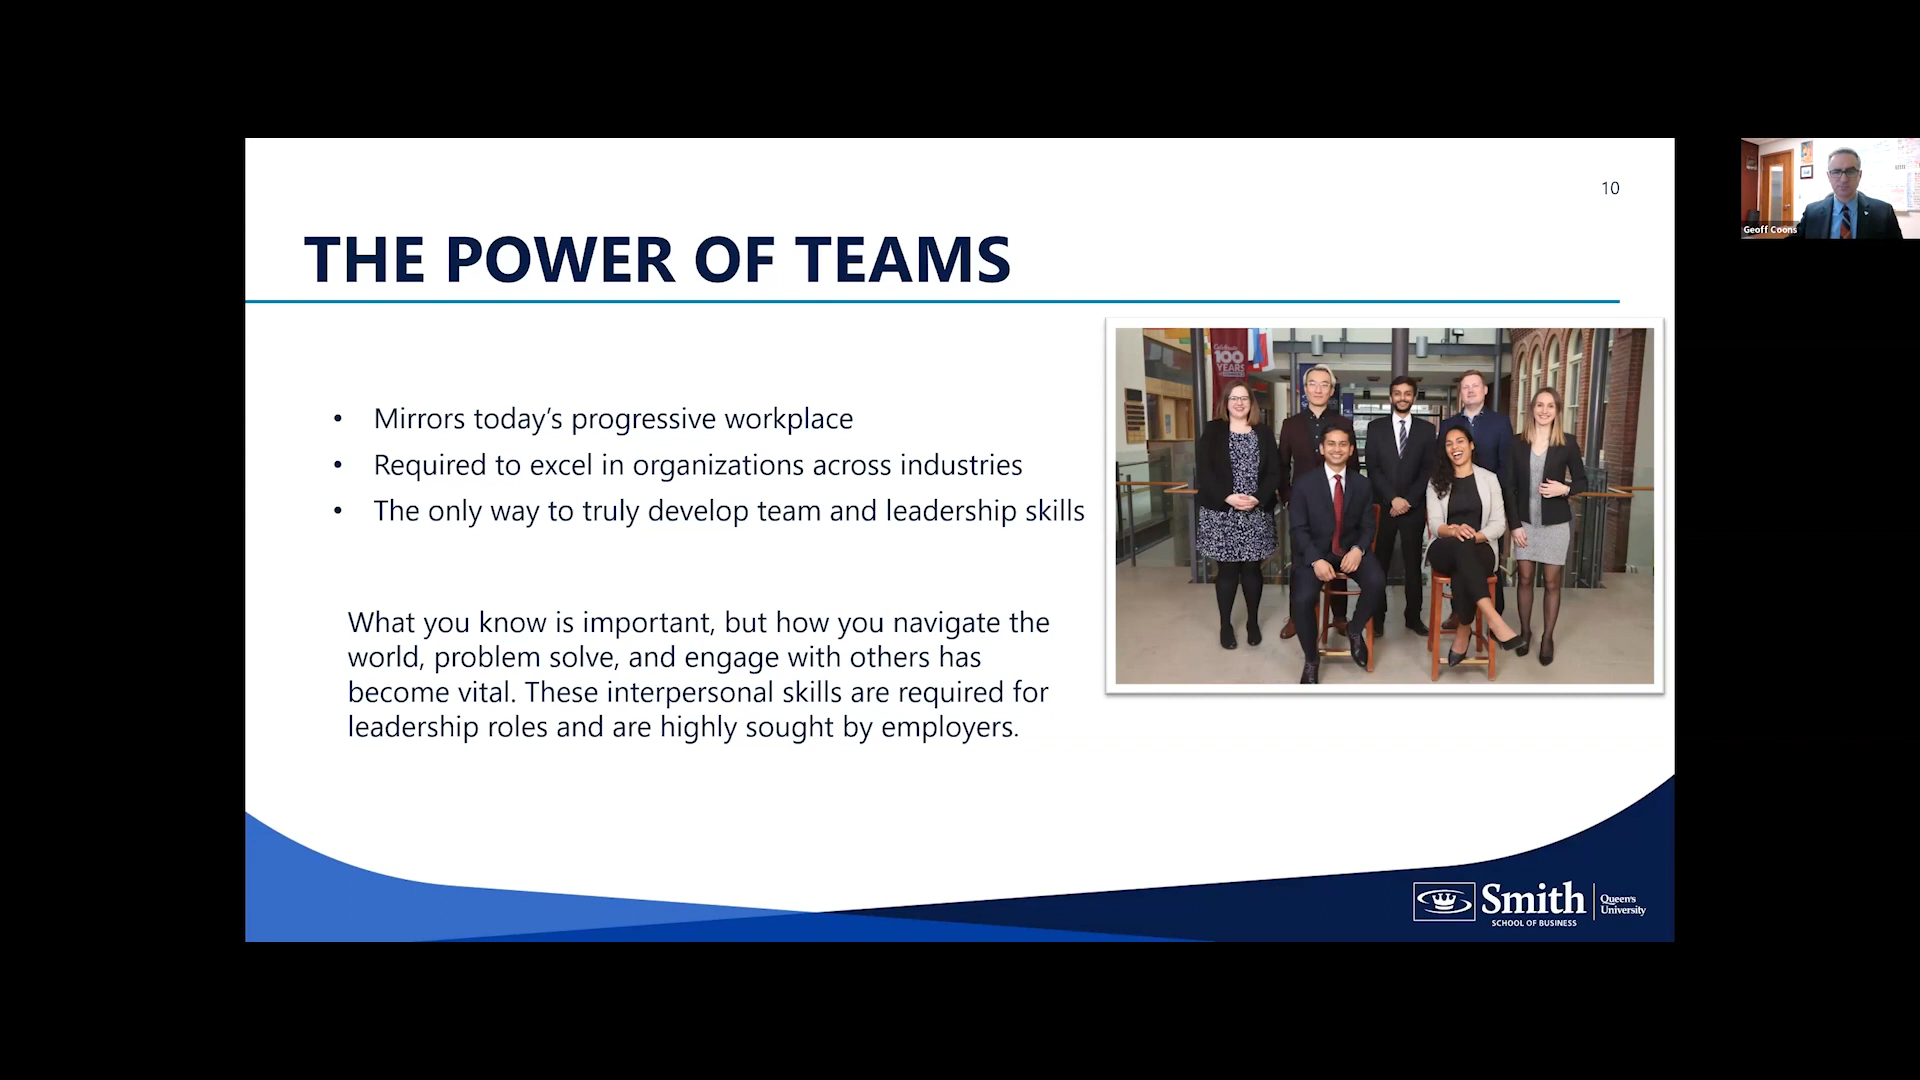 10
THE POWER OF TEAMS
• Mirrors today’s progressive workplace
• Required to excel in organizations across industries
• The only way to truly develop team and leadership skills
What you know is important, but how you navigate the
world, problem solve, and engage with others has
become vital. These interpersonal skills are required for
leadership roles and are highly sought by employers.
Celebrate
100
YEARS
Smith
SCHOOL OF BUSINESS
Queen's
University
Geoff Coons